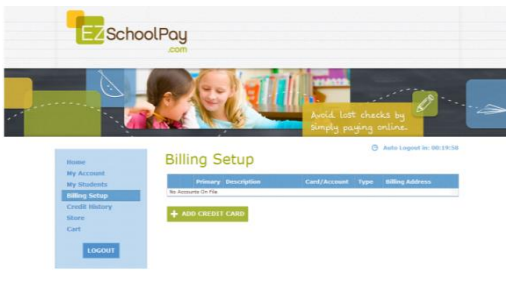 EZSchoolPay
.com
Avoid lost checks by
simply paying online.
Auto Logout in: 00:19:50
Home
My Account
My Students
Billing Setup
Credit History
Store
Cart
LOGOUT
Billing Setup
Primary Description Card/Account Type Billing Address
No Accounts On File
+ ADD CREDIT CARD